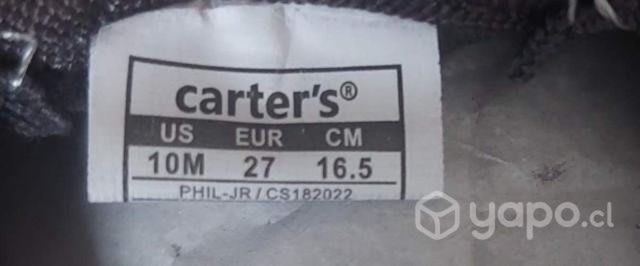 carter's®
US EUR CM
10M 27 16.5
PHIL-JR/CS182022
yapo.cl